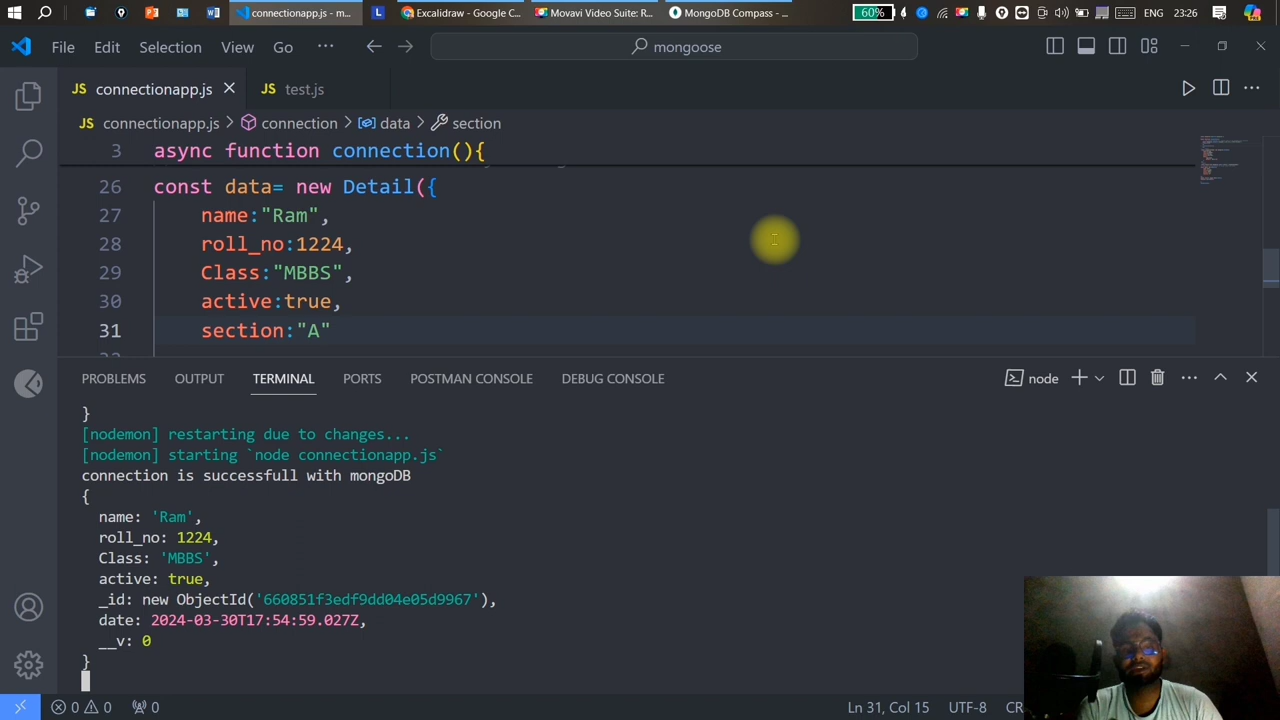 connectionapp.js - m...
Excalidraw - Google C...
Movavi Video Suite: R...
MongoDB Compass - ...
60%
ENG
23:26
File
Edit
Selection
View
Go
mongoose
JS connectionapp.js
JS test.js
JS connectionapp.js > connection > data > section
3 async function connection(){
26 const data= new Detail({
27 name:"Ram",
28 roll_no:1224,
29 Class:"MBBS",
30 active:true,
31 section:"A"
PROBLEMS
OUTPUT
TERMINAL
PORTS
POSTMAN CONSOLE
DEBUG CONSOLE
node
}
[nodemon] restarting due to changes...
[nodemon] starting `node connectionapp.js`
connection is successfull with mongoDB
{
name: 'Ram',
roll_no: 1224,
Class: 'MBBS',
active: true,
_id: new ObjectId('660851f3edf9dd04e05d9967'),
date: 2024-03-30T17:54:59.027Z,
__v: 0
}
0
0
0
Ln 31, Col 15
UTF-8
CR